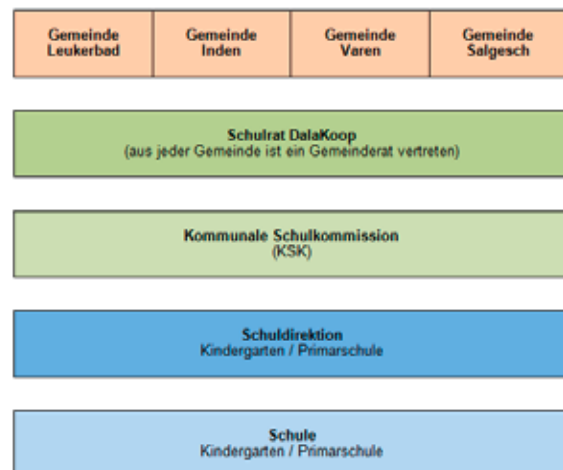 Gemeinde Leukerbad
Gemeinde Inden
Gemeinde Varen
Gemeinde Salgesch
Schulrat DalaKoop
(aus jeder Gemeinde ist ein Gemeinderat vertreten)
Kommunale Schulkommission
(KSK)
Schuldirektion
Kindergarten / Primarschule
Schule
Kindergarten / Primarschule